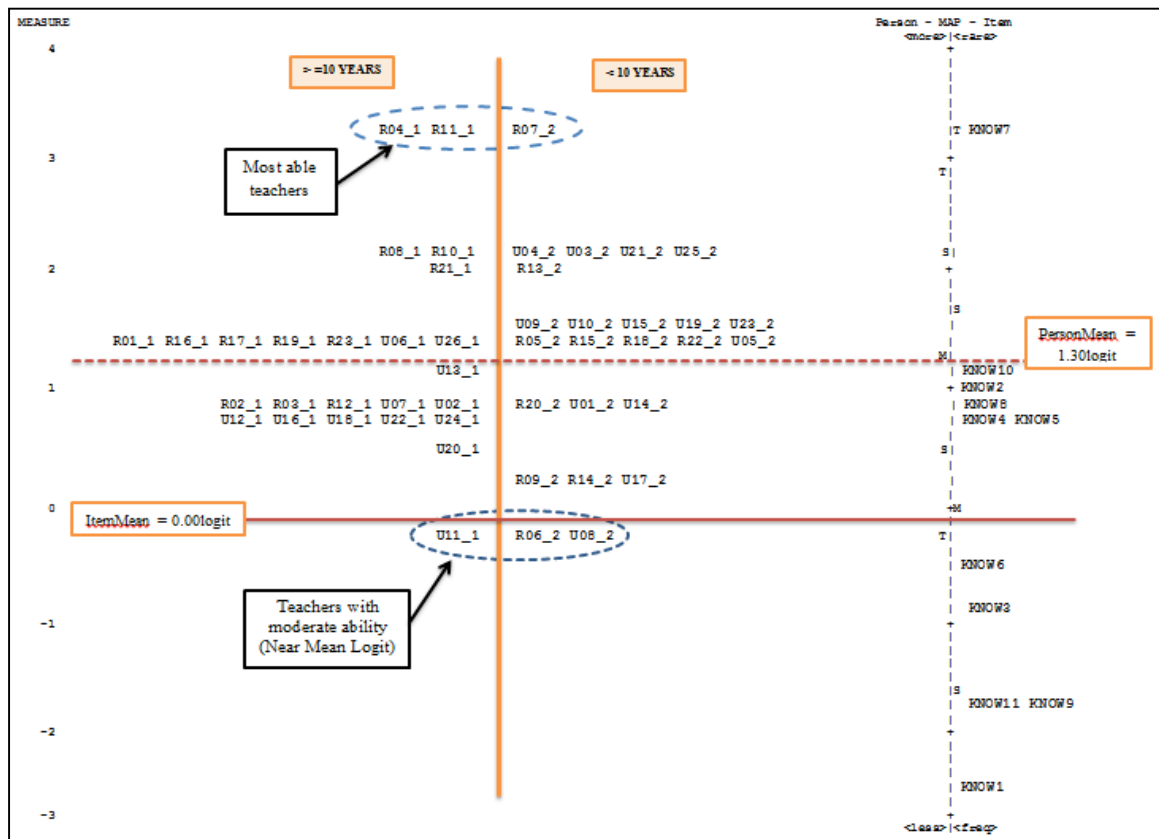 MEASURE Person - MAP - Item
<more>|<rare>
4 +
> =10 YEARS < 10 YEARS
R04_1 R11_1 R07_2 T KNOW7
3 +
Most able
teachers
T|
R08_1 R10_1 U04_2 U03_2 U21_2 U25_2 S|
2 R21_1 R13_2 +
|S
U09_2 U10_2 U15_2 U19_2 U23_2
R01_1 R16_1 R17_1 R19_1 R23_1 U06_1 U26_1 R05_2 R15_2 R18_2 R22_2 U05_2
PersonMean =
1.30logit
M|
U13_1 KNOW10
1 + KNOW2
R02_1 R03_1 R12_1 U07_1 U02_1 R20_2 U01_2 U14_2 KNOW8
U12_1 U16_1 U18_1 U22_1 U24_1 KNOW4 KNOW5
U20_1 S|
R09_2 R14_2 U17_2
0 +M
ItemMean = 0.00logit
U11_1 R06_2 U08_2 T
KNOW6
Teachers with
moderate ability
(Near Mean Logit)
KNOW3
-1 +
|S
KNOW11 KNOW9
-2 +
KNOW1
-3 +
<less>|<freq>